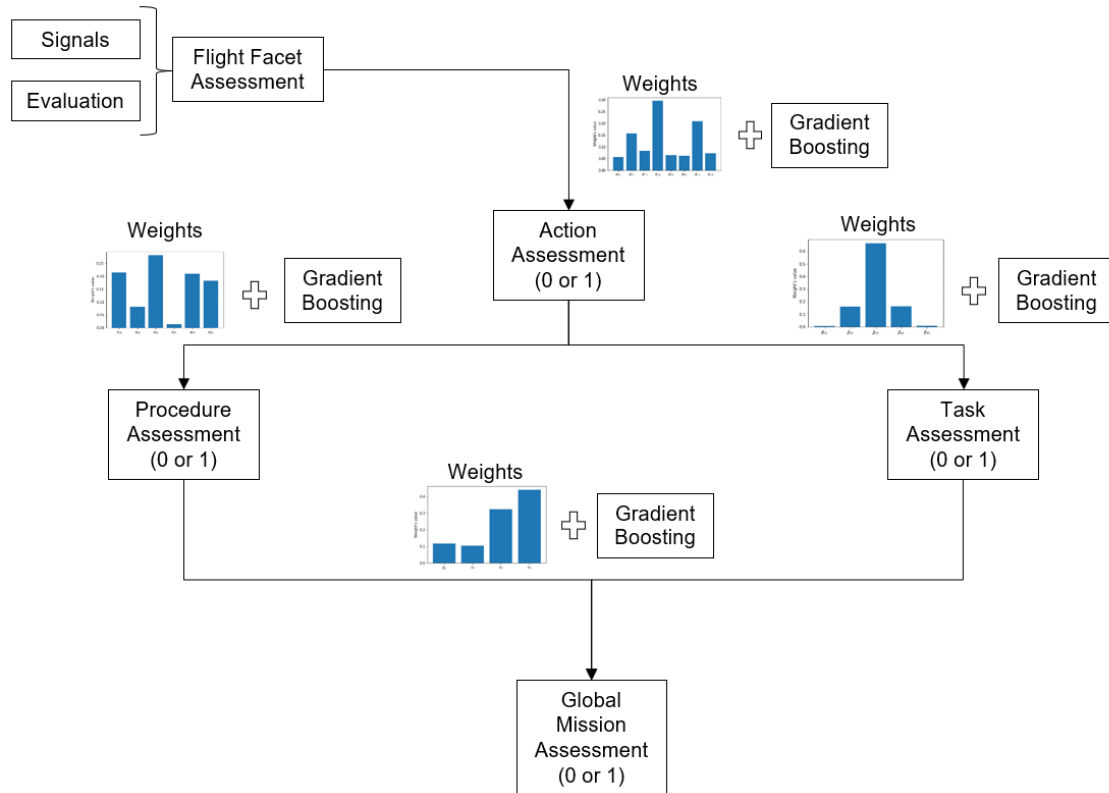 Signals
Evaluation
Flight Facet
Assessment
Weights
Gradient
Boosting
Action
Assessment
(0 or 1)
Weights
Gradient
Boosting
Weights
Gradient
Boosting
Procedure
Assessment
(0 or 1)
Task
Assessment
(0 or 1)
Weights
Gradient
Boosting
Global
Mission
Assessment
(0 or 1)